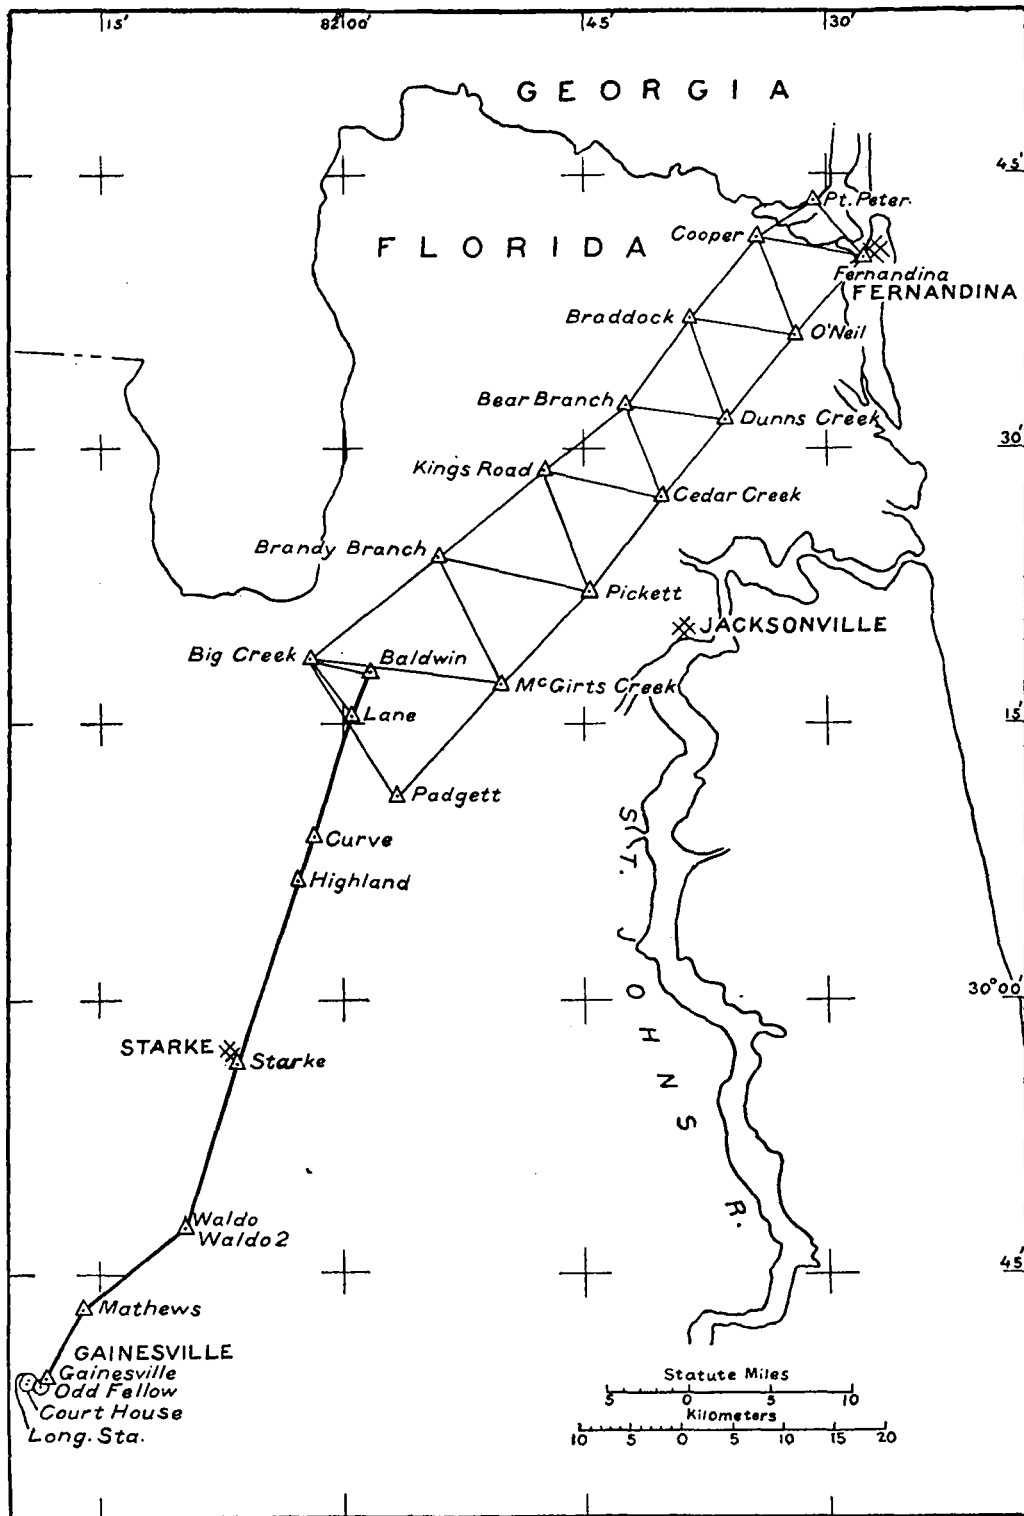 15'
82°00'
45'
30'
GEORGIA
45'
Pt. Peter.
Cooper
FLORIDA
Fernandina
FERNANDINA
Braddock
O'Neil
Bear Branch
Dunns Creek
30'
Kings Road
Cedar Creek
Brandy Branch
Pickett
JACKSONVILLE
Big Creek
Baldwin
McGirts Creek
Lane
15'
Padgett
ST. JOHNS R.
Curve
Highland
30°00'
STARKE
Starke
Waldo
Waldo 2
45'
Mathews
GAINESVILLE
Gainesville
Odd Fellow
Court House
Long. Sta.
Statute Miles
5 0 5 10
Kilometers
10 5 0 5 10 15 20